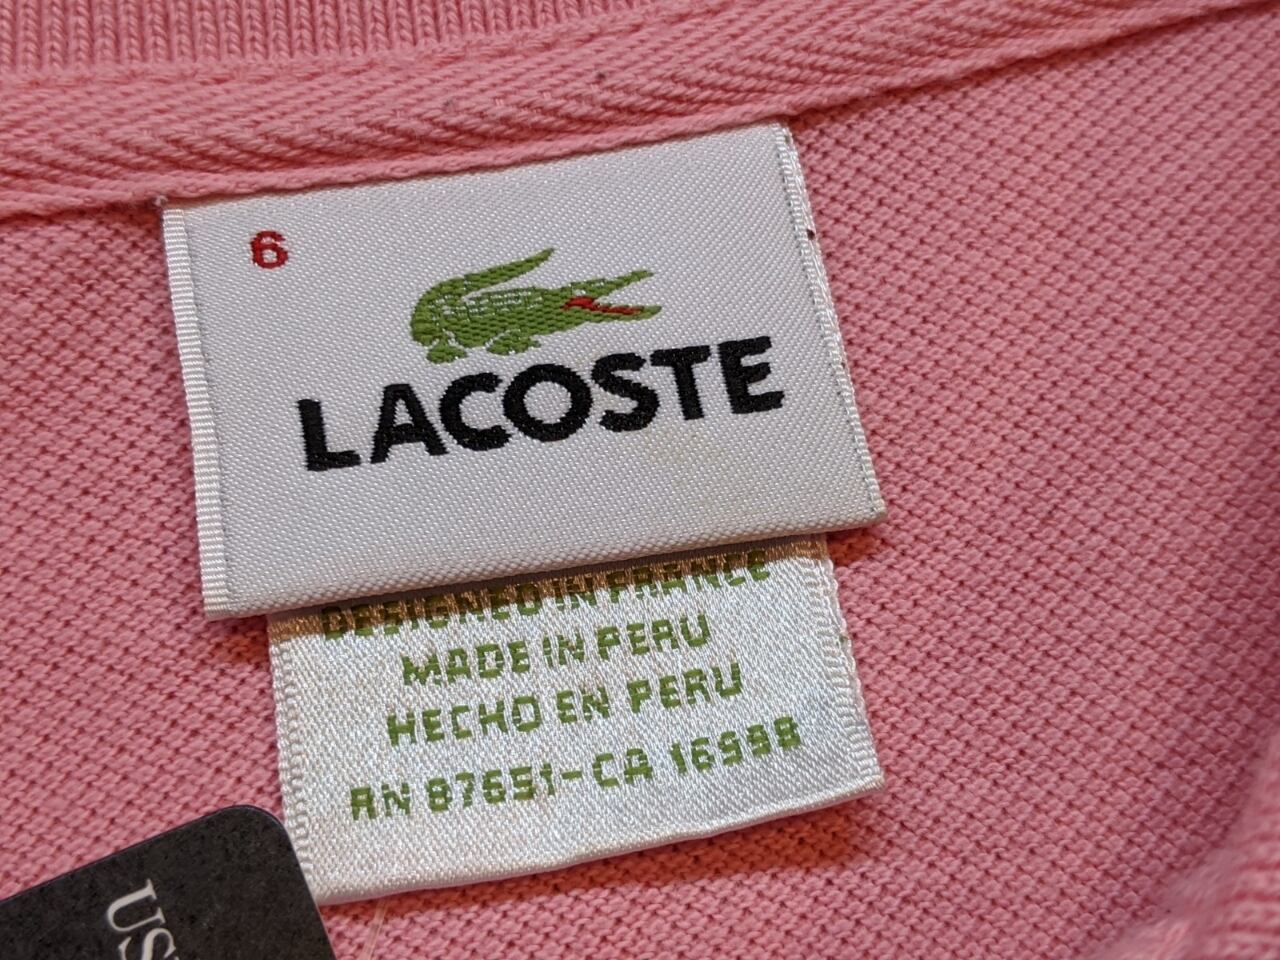 6
LACOSTE
DESIGNED IN FRANCE
MADE IN PERU
HECHO EN PERU
RN 87651-CA 16998